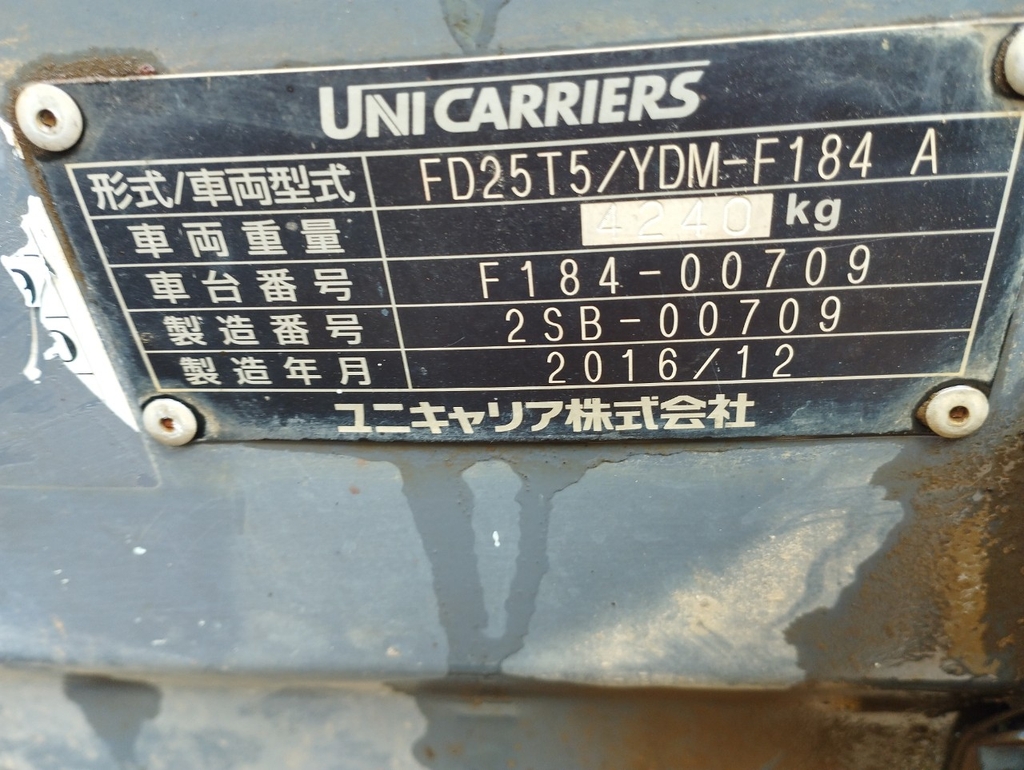 UNICARRIERS
形式/車両型式 FD25T5/YDM-F184 A
車両重量 4240 kg
車台番号 F184-00709
製造番号 2SB-00709
製造年月 2016/12
ユニキャリア株式会社